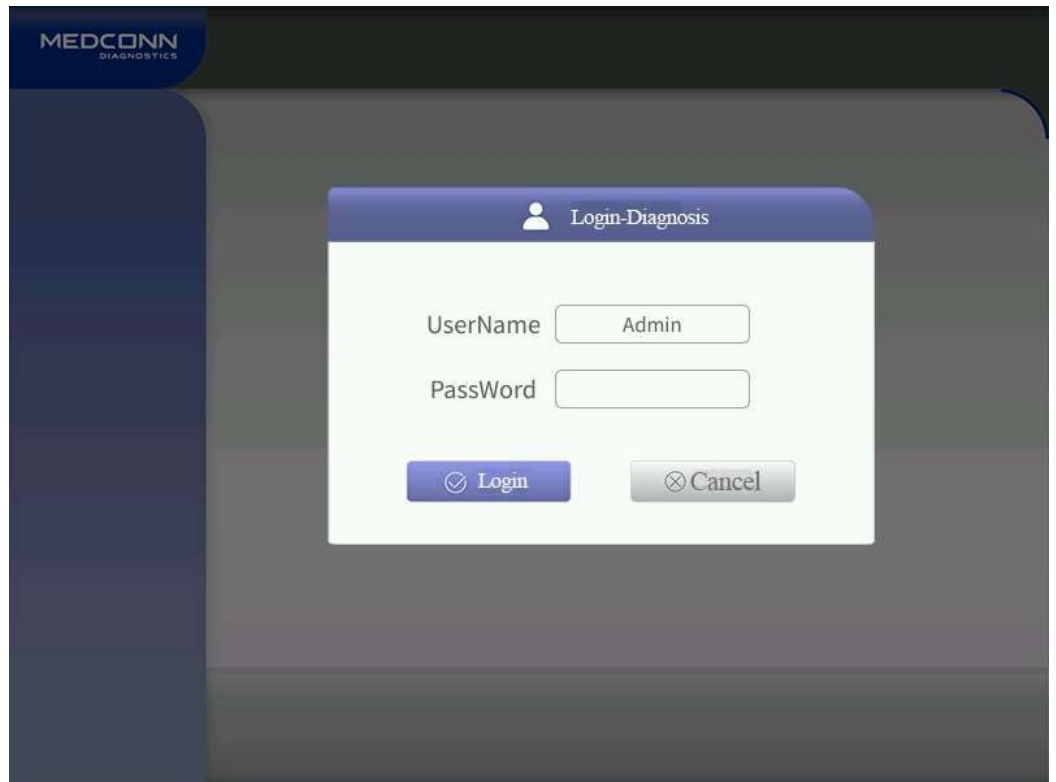 MEDCONN
DIAGNOSTICS
Login-Diagnosis
UserName Admin
PassWord
Login Cancel